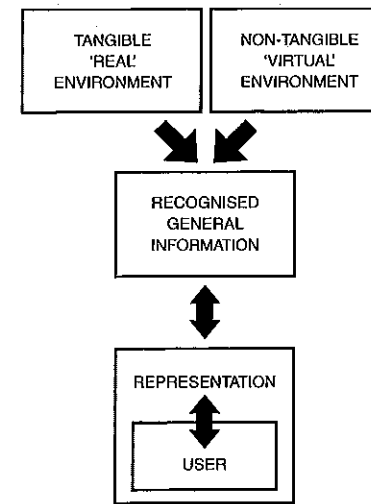 TANGIBLE
'REAL'
ENVIRONMENT
NON-TANGIBLE
'VIRTUAL'
ENVIRONMENT
RECOGNISED
GENERAL
INFORMATION
REPRESENTATION
USER